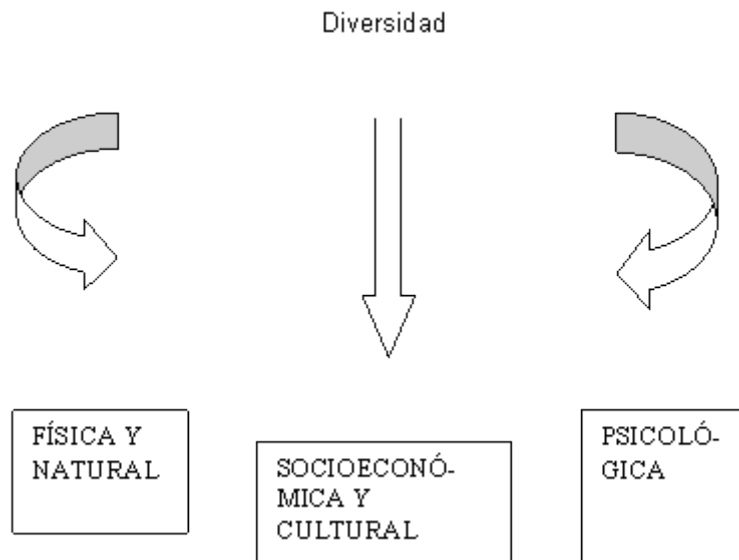 Diversidad
FÍSICA Y
NATURAL
SOCIOECONÓ-
MICA Y
CULTURAL
PSICOLÓ-
GICA